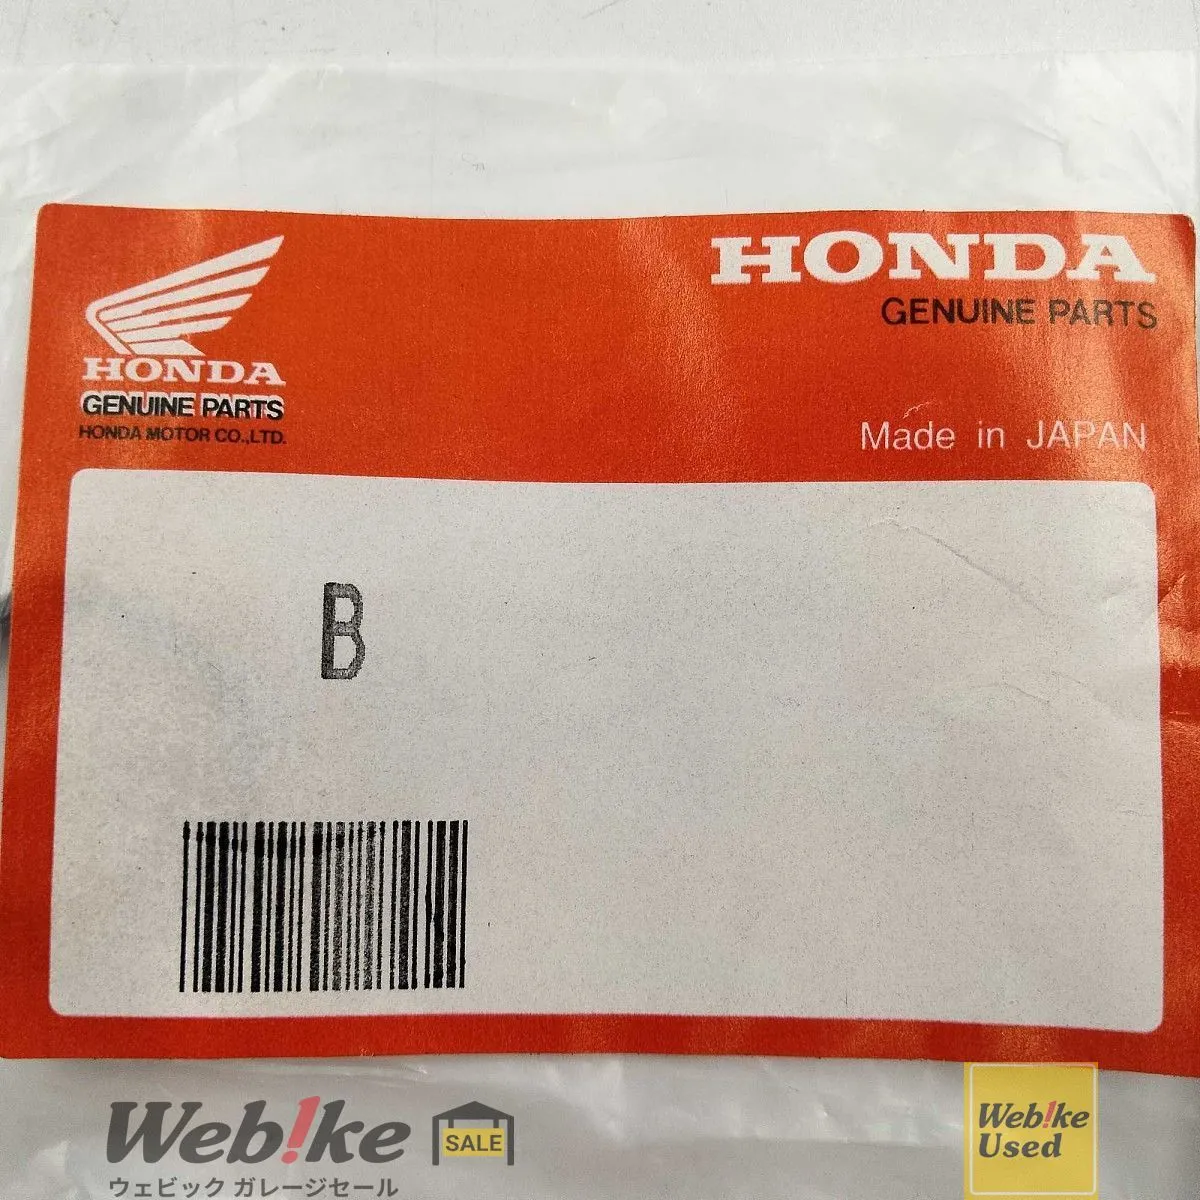 HONDA
GENUINE PARTS
HONDA
GENUINE PARTS
HONDA MOTOR CO.,LTD.
Made in JAPAN
B
Web!ke
SALE
ウェビック ガレージセール
Web!ke
Used